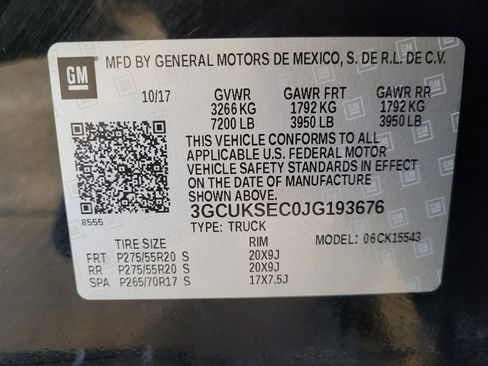 GM
MFD BY GENERAL MOTORS DE MEXICO, S. DE R.L. DE C.V.
10/17 GVWR GAWR FRT GAWR RR
3266 KG 1792 KG 1792 KG
7200 LB 3950 LB 3950 LB
THIS VEHICLE CONFORMS TO ALL
APPLICABLE U.S. FEDERAL MOTOR
VEHICLE SAFETY STANDARDS IN EFFECT
ON THE DATE OF MANUFACTURE
SHOWN ABOVE.
3GCUKSEC0JG193676
8555 TYPE: TRUCK
MODEL: 06CK15543
TIRE SIZE RIM
FRT P275/55R20 S 20X9J
RR P275/55R20 S 20X9J
SPA P265/70R17 S 17X7.5J